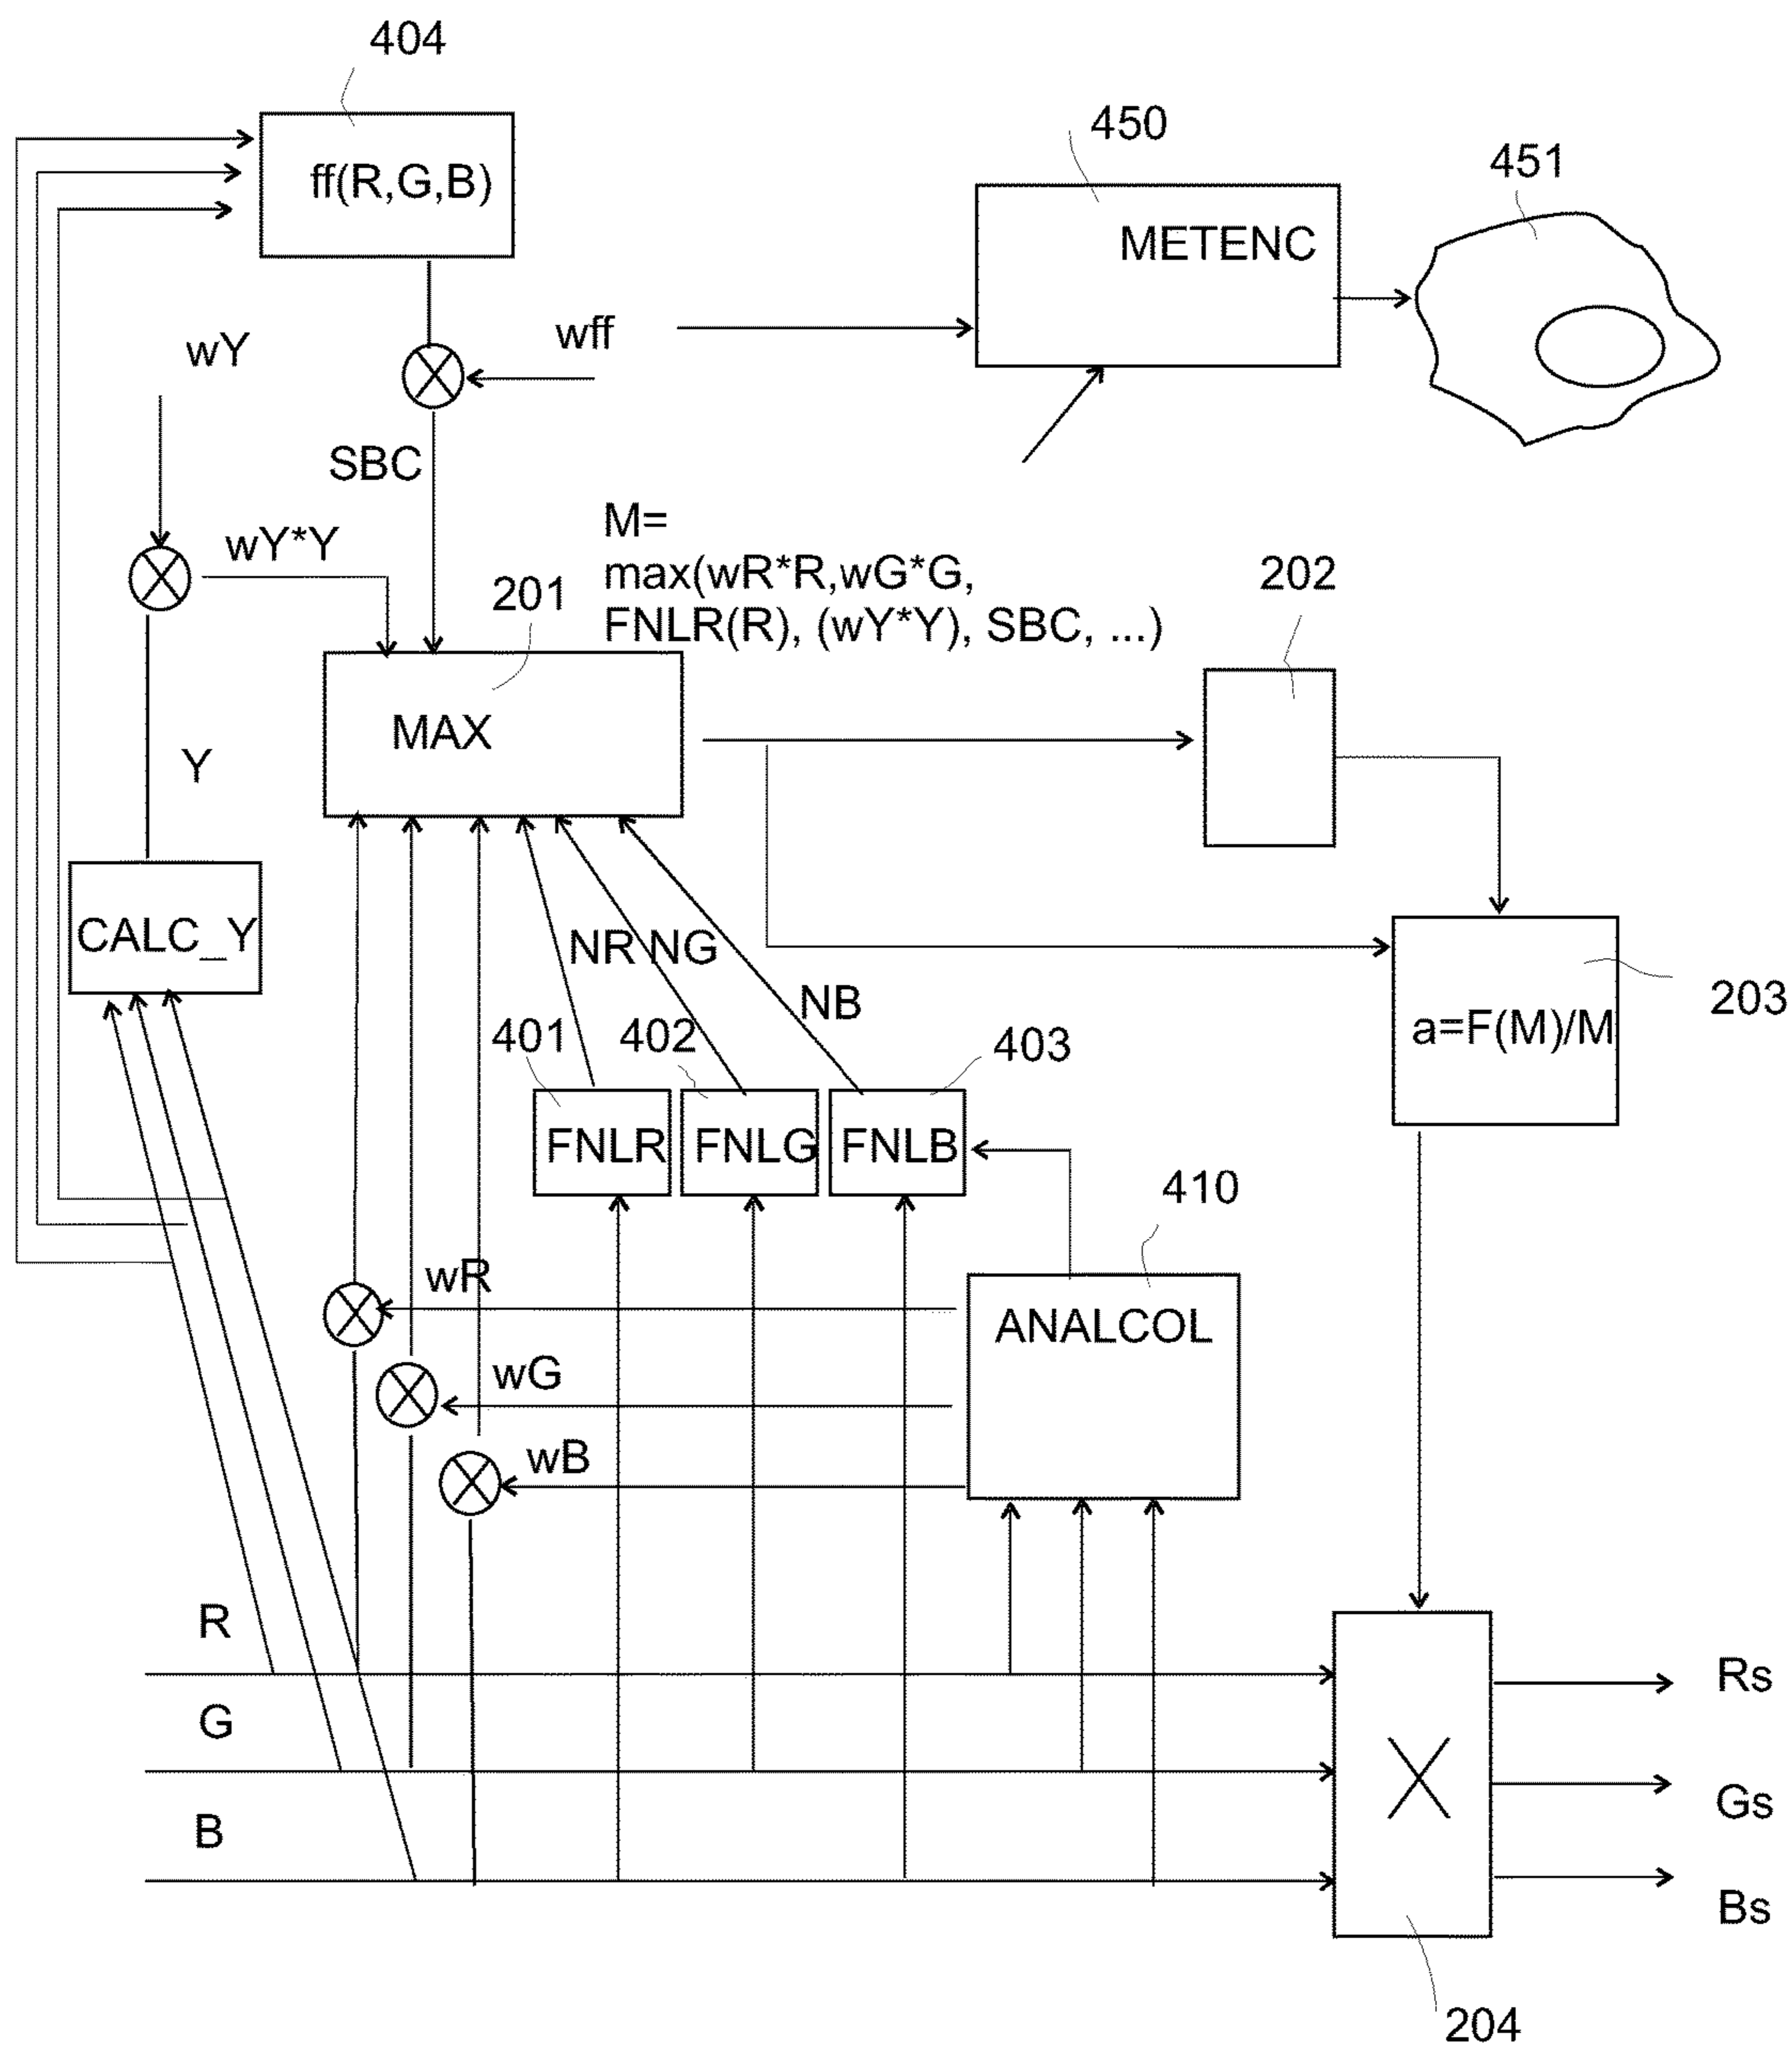 404
ff(R,G,B)
450
METENC
451
wff
wY
SBC
wY*Y
M=
max(wR*R,wG*G,
FNLR(R), (wY*Y), SBC, ...)
201
202
MAX
Y
CALC_Y
NR NG
NB
203
a=F(M)/M
401
402
403
FNLR
FNLG
FNLB
410
ANALCOL
wR
wG
wB
R
G
B
Rs
Gs
Bs
204